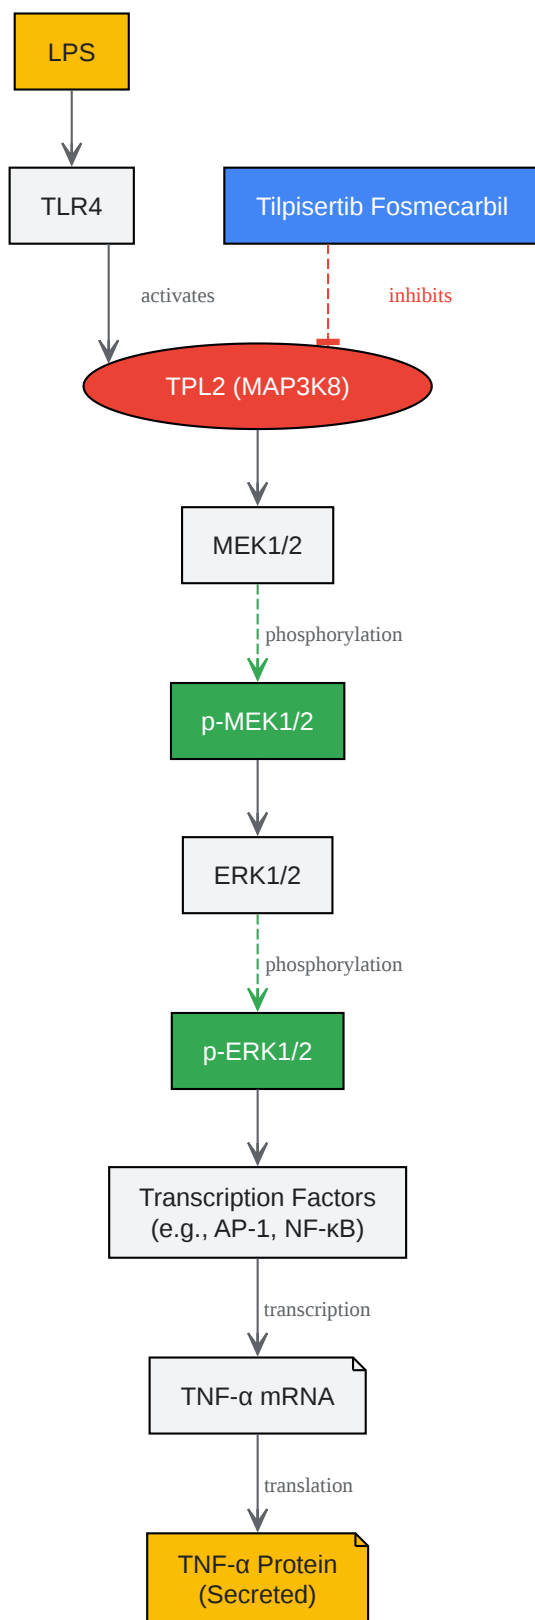 LPS
TLR4
Tilpisertib Fosmecarbil
activates
inhibits
TPL2 (MAP3K8)
MEK1/2
phosphorylation
p-MEK1/2
ERK1/2
phosphorylation
p-ERK1/2
Transcription Factors
(e.g., AP-1, NF-κB)
transcription
TNF-α mRNA
translation
TNF-α Protein
(Secreted)